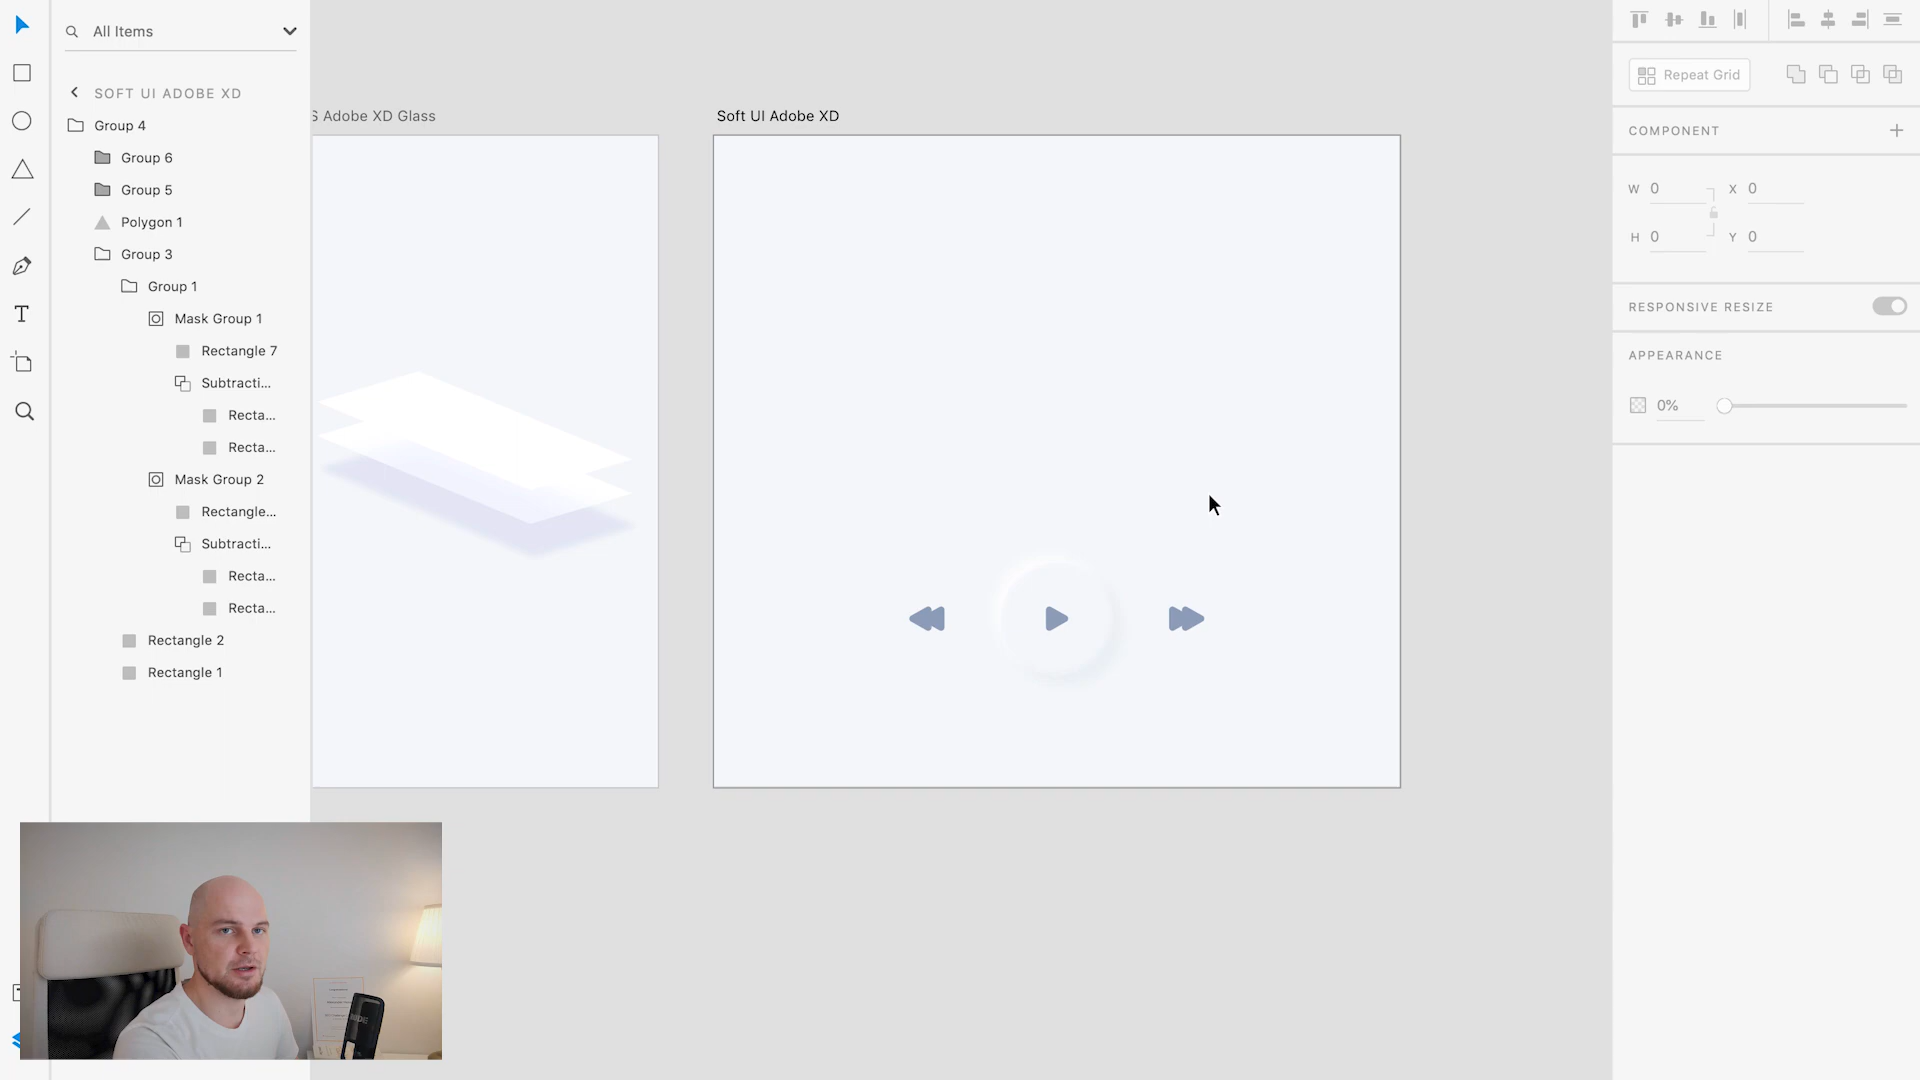 All Items
SOFT UI ADOBE XD
Group 4
Group 6
Group 5
Polygon 1
Group 3
Group 1
Mask Group 1
Rectangle 7
Subtracti...
Recta...
Recta...
Mask Group 2
Rectangle...
Subtracti...
Recta...
Recta...
Rectangle 2
Rectangle 1
T
S Adobe XD Glass
Soft UI Adobe XD
Repeat Grid
COMPONENT
W 0
X 0
H 0
Y 0
RESPONSIVE RESIZE
APPEARANCE
0%